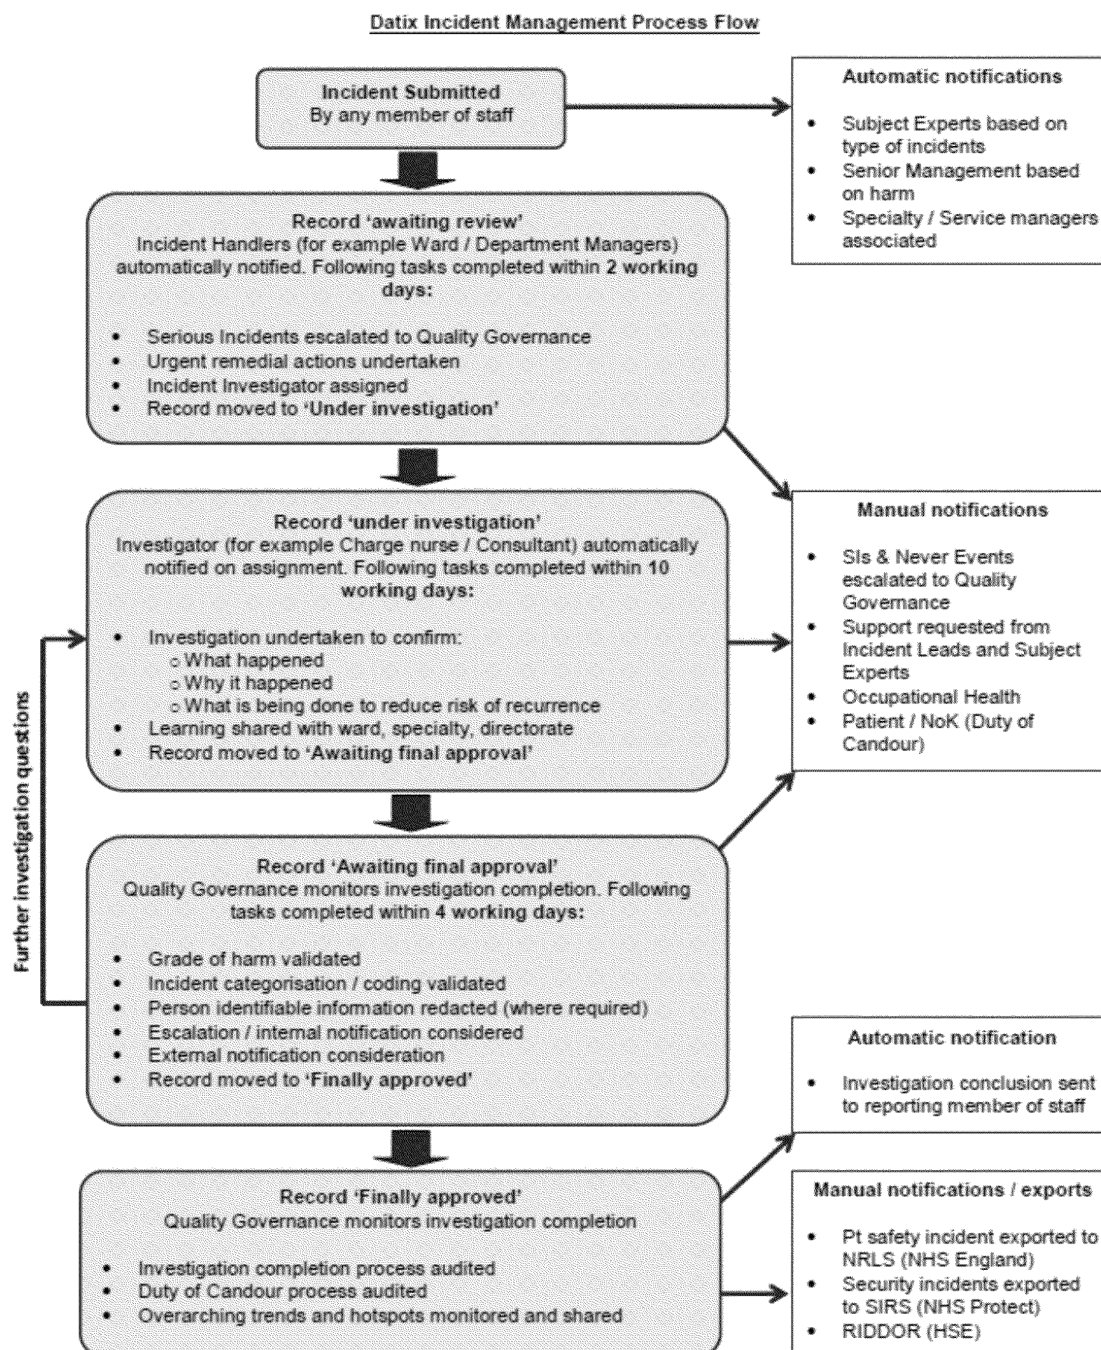 Datix Incident Management Process Flow
Incident Submitted
By any member of staff
Automatic notifications
• Subject Experts based on
type of incidents
• Senior Management based
on harm
• Specialty / Service managers
associated
Record ‘awaiting review’
Incident Handlers (for example Ward / Department Managers)
automatically notified. Following tasks completed within 2 working
days:
• Serious Incidents escalated to Quality Governance
• Urgent remedial actions undertaken
• Incident Investigator assigned
• Record moved to ‘Under investigation’
Record ‘under investigation’
Investigator (for example Charge nurse / Consultant) automatically
notified on assignment. Following tasks completed within 10
working days:
• Investigation undertaken to confirm:
o What happened
o Why it happened
o What is being done to reduce risk of recurrence
• Learning shared with ward, specialty, directorate
• Record moved to ‘Awaiting final approval’
Manual notifications
• SIs & Never Events
escalated to Quality
Governance
• Support requested from
Incident Leads and Subject
Experts
• Occupational Health
• Patient / NoK (Duty of
Candour)
Further investigation questions
Record ‘Awaiting final approval’
Quality Governance monitors investigation completion. Following
tasks completed within 4 working days:
• Grade of harm validated
• Incident categorisation / coding validated
• Person identifiable information redacted (where required)
• Escalation / internal notification considered
• External notification consideration
• Record moved to ‘Finally approved’
Automatic notification
• Investigation conclusion sent
to reporting member of staff
Record ‘Finally approved’
Quality Governance monitors investigation completion
• Investigation completion process audited
• Duty of Candour process audited
• Overarching trends and hotspots monitored and shared
Manual notifications / exports
• Pt safety incident exported to
NRLS (NHS England)
• Security incidents exported
to SIRS (NHS Protect)
• RIDDOR (HSE)